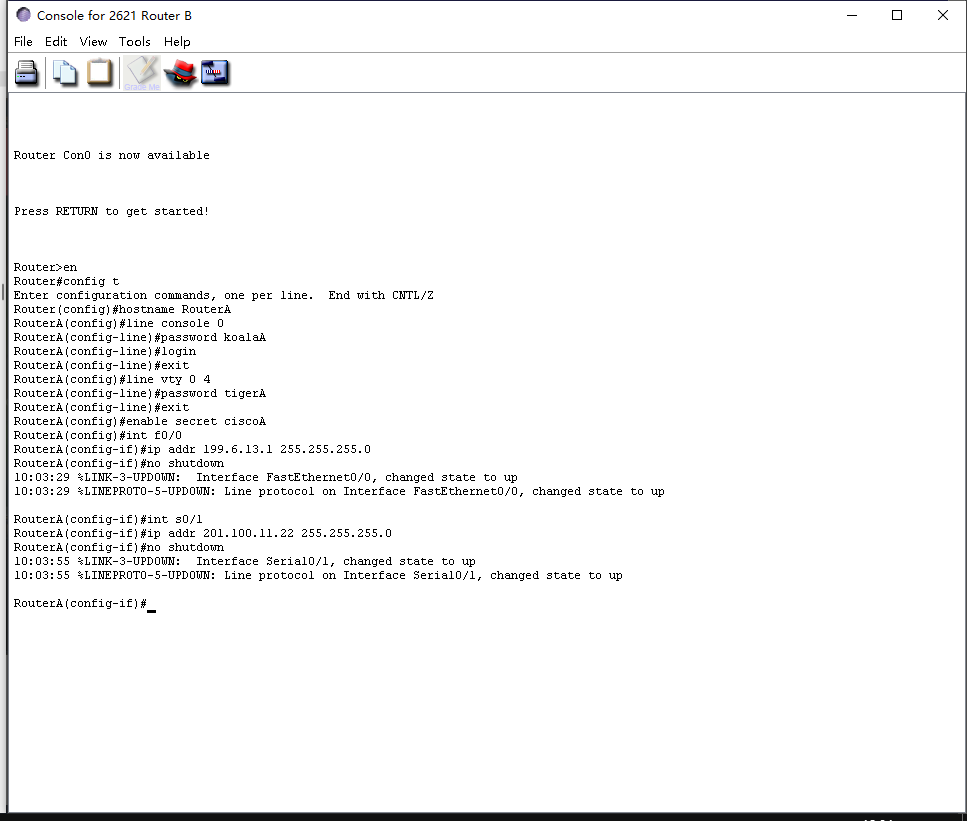 Console for 2621 Router B
File Edit View Tools Help
Grade Me
Router Con0 is now available
Press RETURN to get started!
Router>en
Router#config t
Enter configuration commands, one per line.  End with CNTL/Z
Router(config)#hostname RouterA
RouterA(config)#line console 0
RouterA(config-line)#password koalaA
RouterA(config-line)#login
RouterA(config-line)#exit
RouterA(config)#line vty 0 4
RouterA(config-line)#password tigerA
RouterA(config-line)#exit
RouterA(config)#enable secret ciscoA
RouterA(config)#int f0/0
RouterA(config-if)#ip addr 199.6.13.1 255.255.255.0
RouterA(config-if)#no shutdown
10:03:29 %LINK-3-UPDOWN:  Interface FastEthernet0/0, changed state to up
10:03:29 %LINEPROTO-5-UPDOWN: Line protocol on Interface FastEthernet0/0, changed state to up
RouterA(config-if)#int s0/1
RouterA(config-if)#ip addr 201.100.11.22 255.255.255.0
RouterA(config-if)#no shutdown
10:03:55 %LINK-3-UPDOWN:  Interface Serial0/1, changed state to up
10:03:55 %LINEPROTO-5-UPDOWN: Line protocol on Interface Serial0/1, changed state to up
RouterA(config-if)#